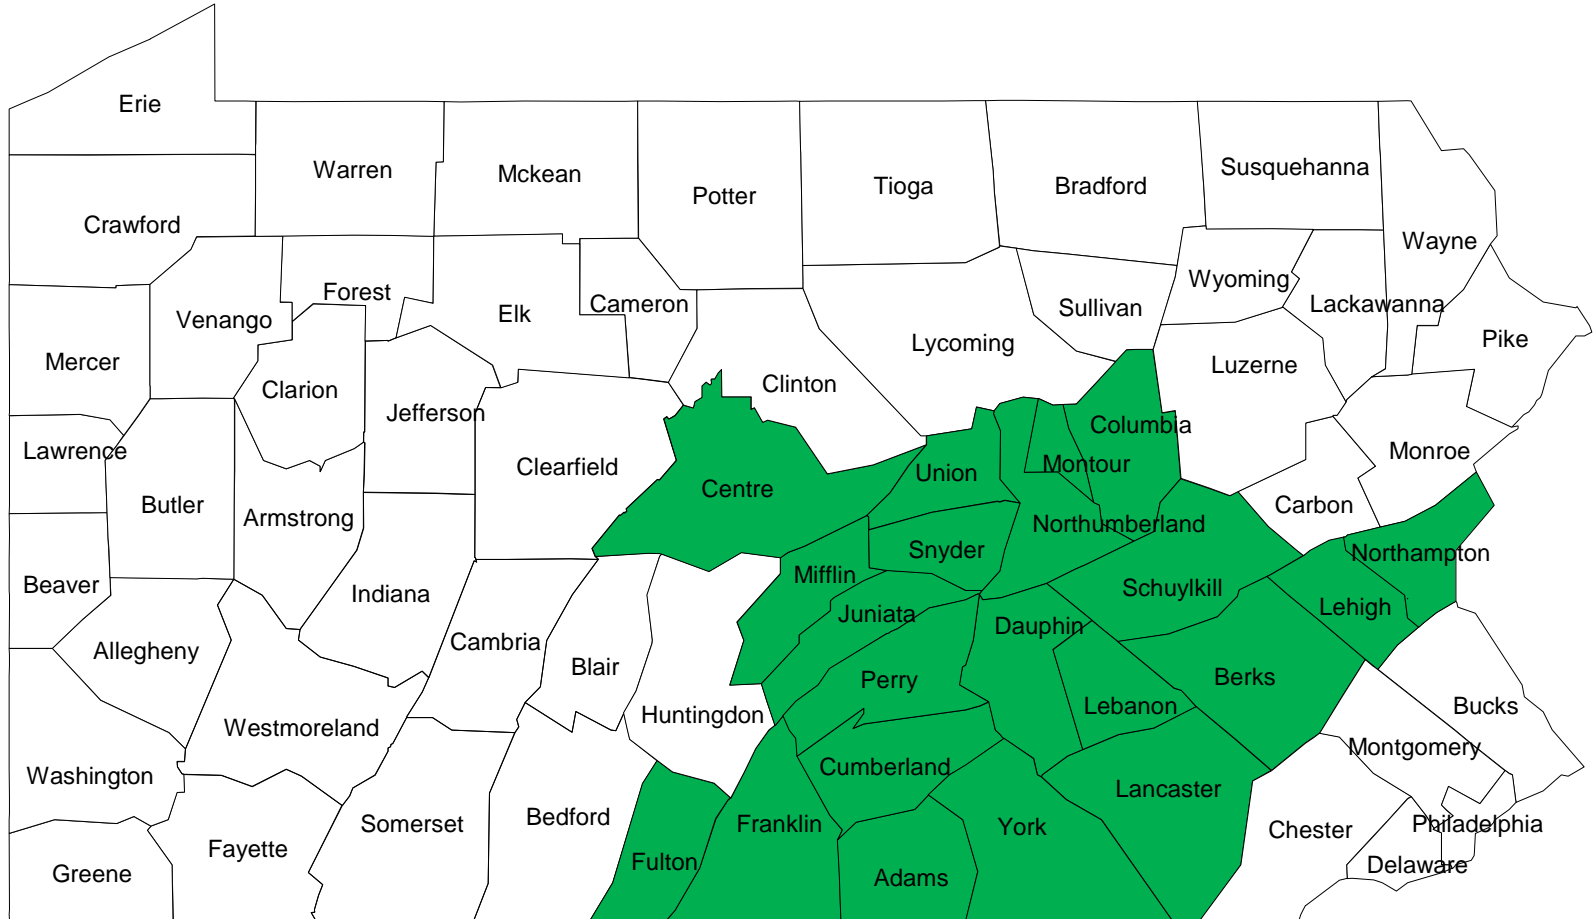 Erie
Warren
Mckean
Potter
Tioga
Bradford
Susquehanna
Crawford
Wayne
Venango
Forest
Elk
Cameron
Wyoming
Sullivan
Lackawanna
Mercer
Lycoming
Pike
Luzerne
Clarion
Clinton
Jefferson
Columbia
Lawrence
Clearfield
Centre
Union
Montour
Monroe
Butler
Armstrong
Carbon
Northumberland
Snyder
Northampton
Beaver
Mifflin
Indiana
Schuylkill
Lehigh
Juniata
Dauphin
Cambria
Allegheny
Blair
Perry
Berks
Lebanon
Bucks
Huntingdon
Westmoreland
Montgomery
Washington
Cumberland
Lancaster
Bedford
Somerset
Franklin
York
Chester
Philadelphia
Fayette
Fulton
Delaware
Greene
Adams